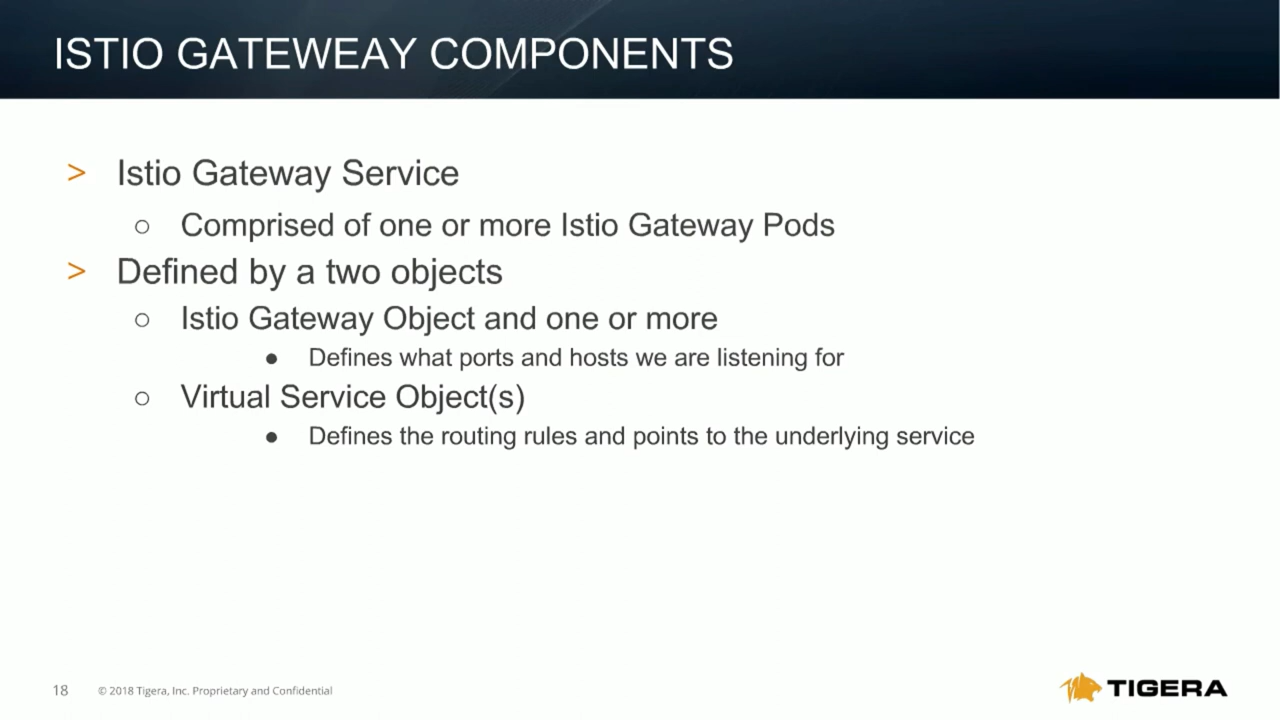 ISTIO GATEWEAY COMPONENTS
> Istio Gateway Service
○ Comprised of one or more Istio Gateway Pods
> Defined by a two objects
○ Istio Gateway Object and one or more
● Defines what ports and hosts we are listening for
○ Virtual Service Object(s)
● Defines the routing rules and points to the underlying service
18 © 2018 Tigera, Inc. Proprietary and Confidential
TIGERA